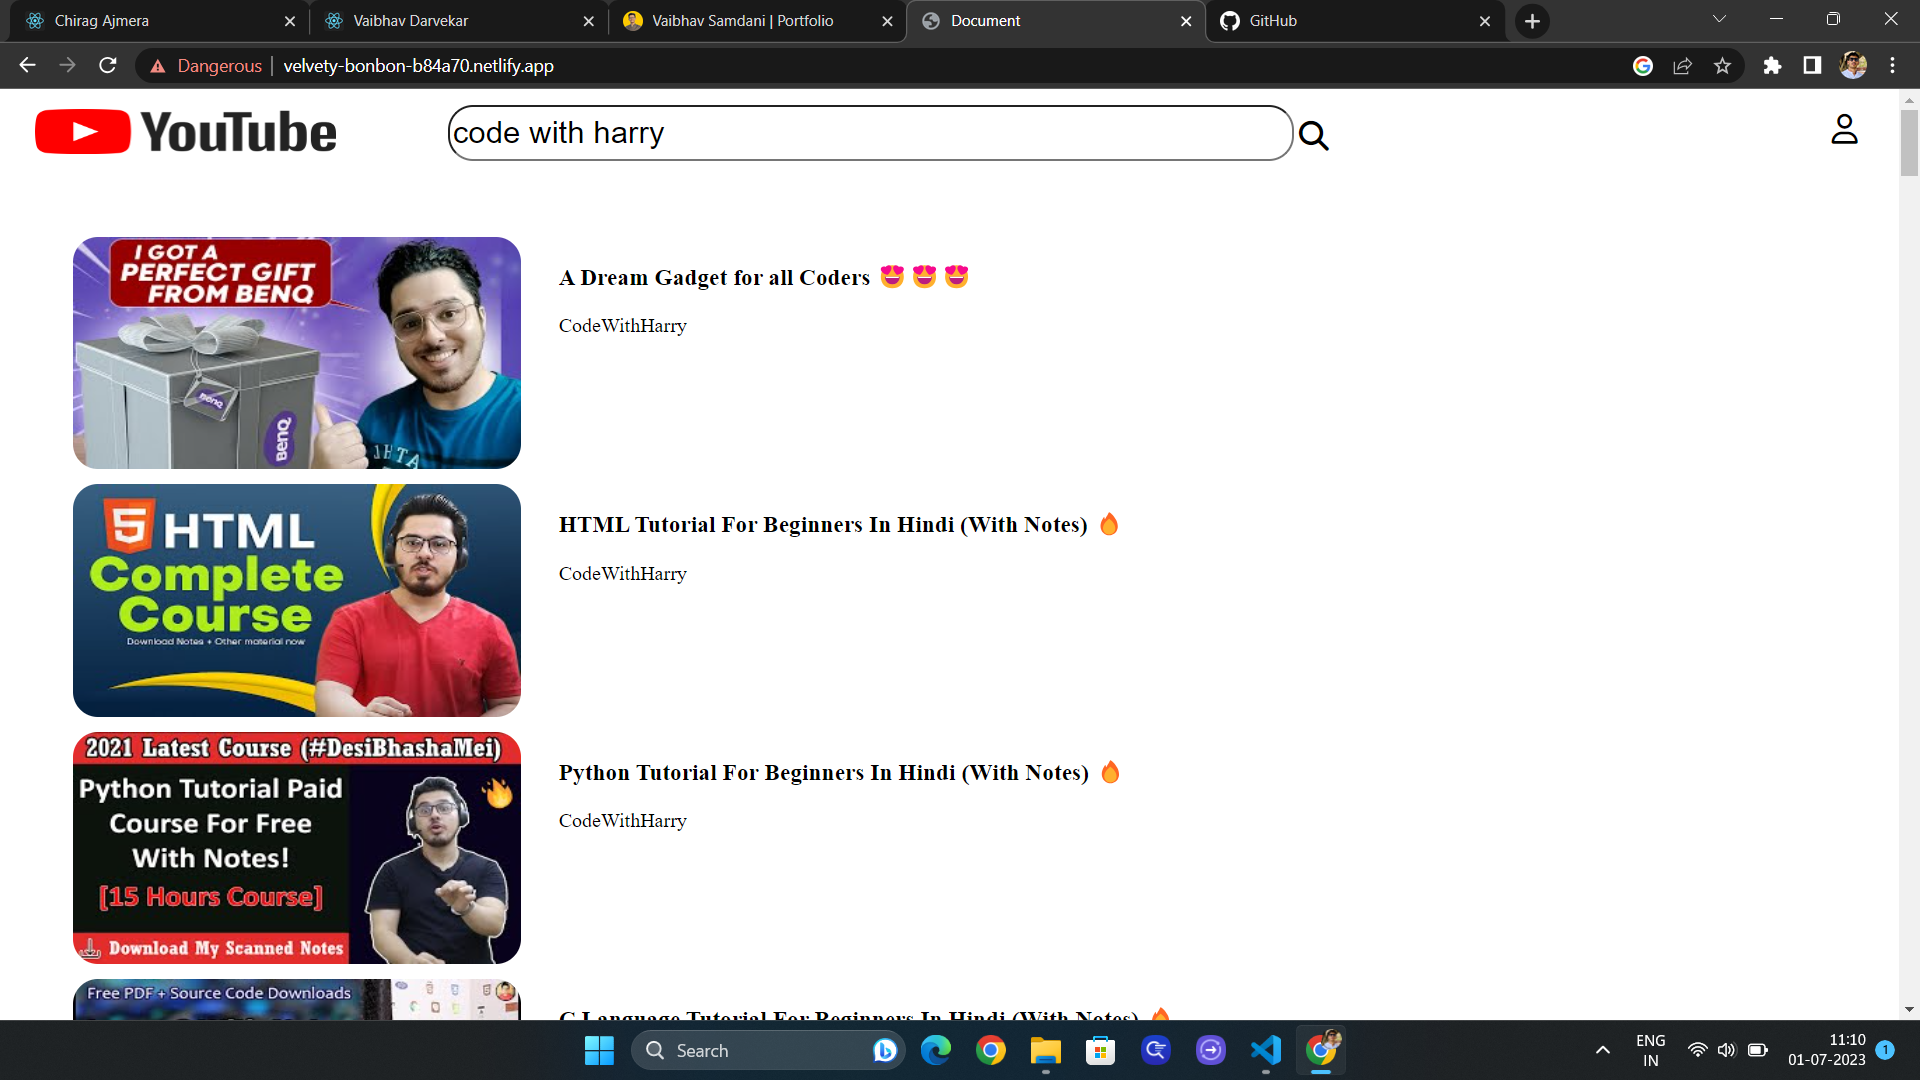 Chirag Ajmera
Vaibhav Darvekar
Vaibhav Samdani | Portfolio
Document
GitHub
Dangerous
velvety-bonbon-b84a70.netlify.app
YouTube
code with harry
I GOT A
PERFECT GIFT
FROM BENQ
BenQ
BenQ
A Dream Gadget for all Coders 😍 😍 😍
CodeWithHarry
5 HTML
Complete
Course
Download Notes + Other material now
HTML Tutorial For Beginners In Hindi (With Notes) 🔥
CodeWithHarry
2021 Latest Course (#DesiBhashaMei)
Python Tutorial Paid
Course For Free
With Notes!
[15 Hours Course]
Download My Scanned Notes
Python Tutorial For Beginners In Hindi (With Notes) 🔥
CodeWithHarry
Free PDF + Source Code Downloads
C Language Tutorial For Beginners In Hindi (With Notes) 🔥
Search
ENG
IN
11:10
01-07-2023
1